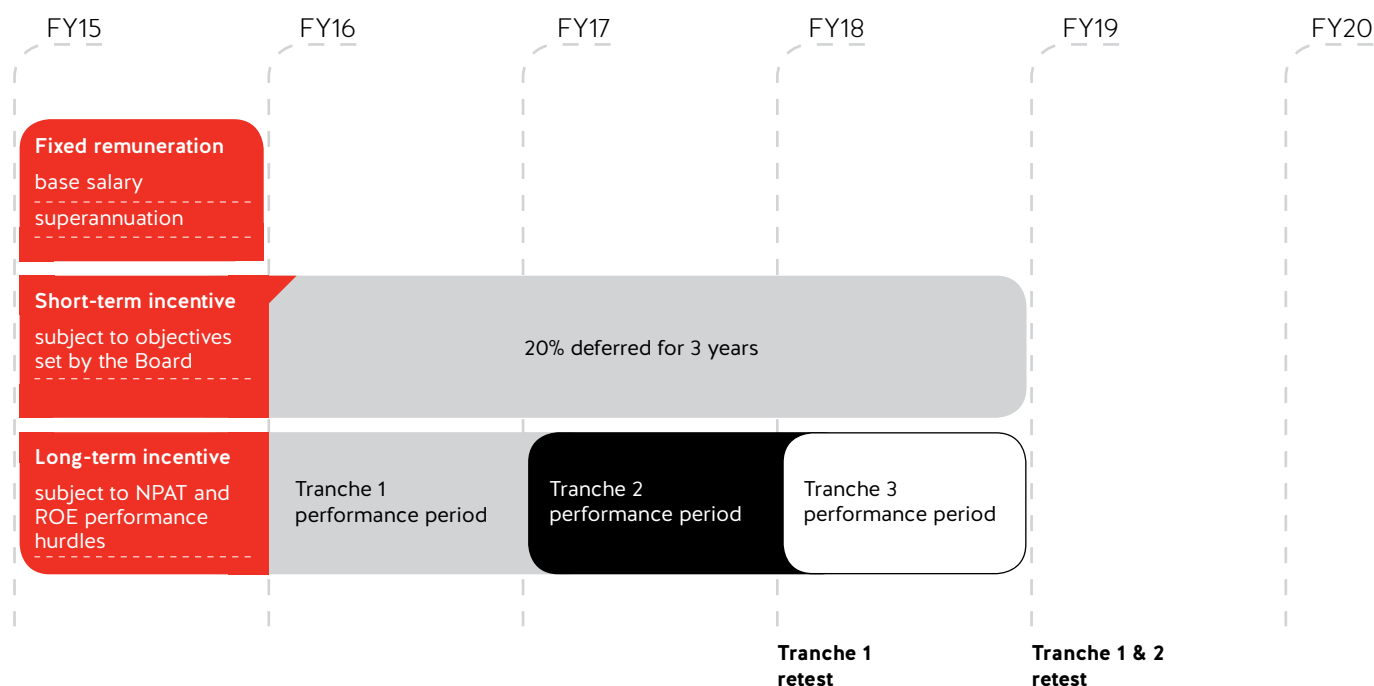 FY15
FY16
FY17
FY18
FY19
FY20
Fixed remuneration
base salary
superannuation
Short-term incentive
subject to objectives
set by the Board
20% deferred for 3 years
Long-term incentive
subject to NPAT and
ROE performance
hurdles
Tranche 1
performance period
Tranche 2
performance period
Tranche 3
performance period
Tranche 1
retest
Tranche 1 & 2
retest